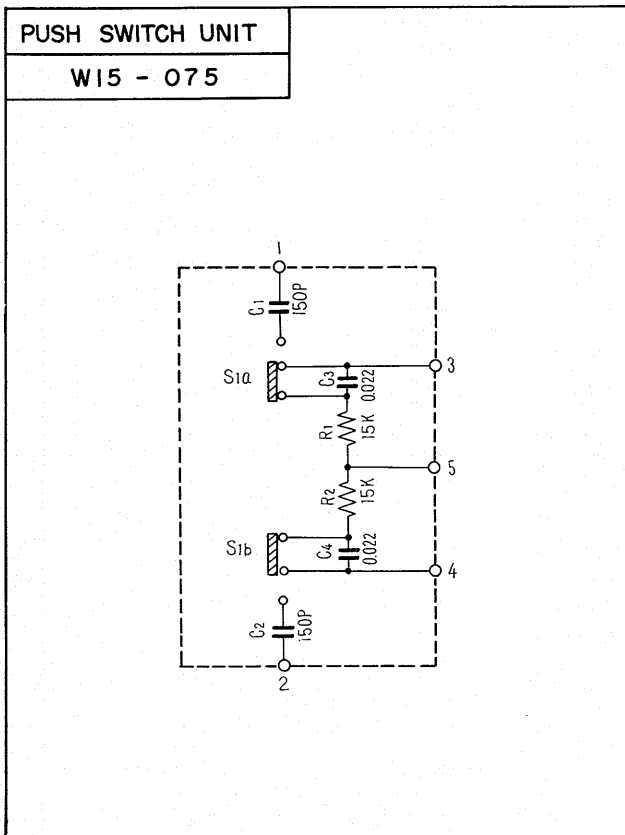 PUSH SWITCH UNIT
W15 - 075
1
C1
150P
S1a
C3
0.022
3
R1
15K
5
R2
15K
S1b
C4
0.022
4
C2
150P
2